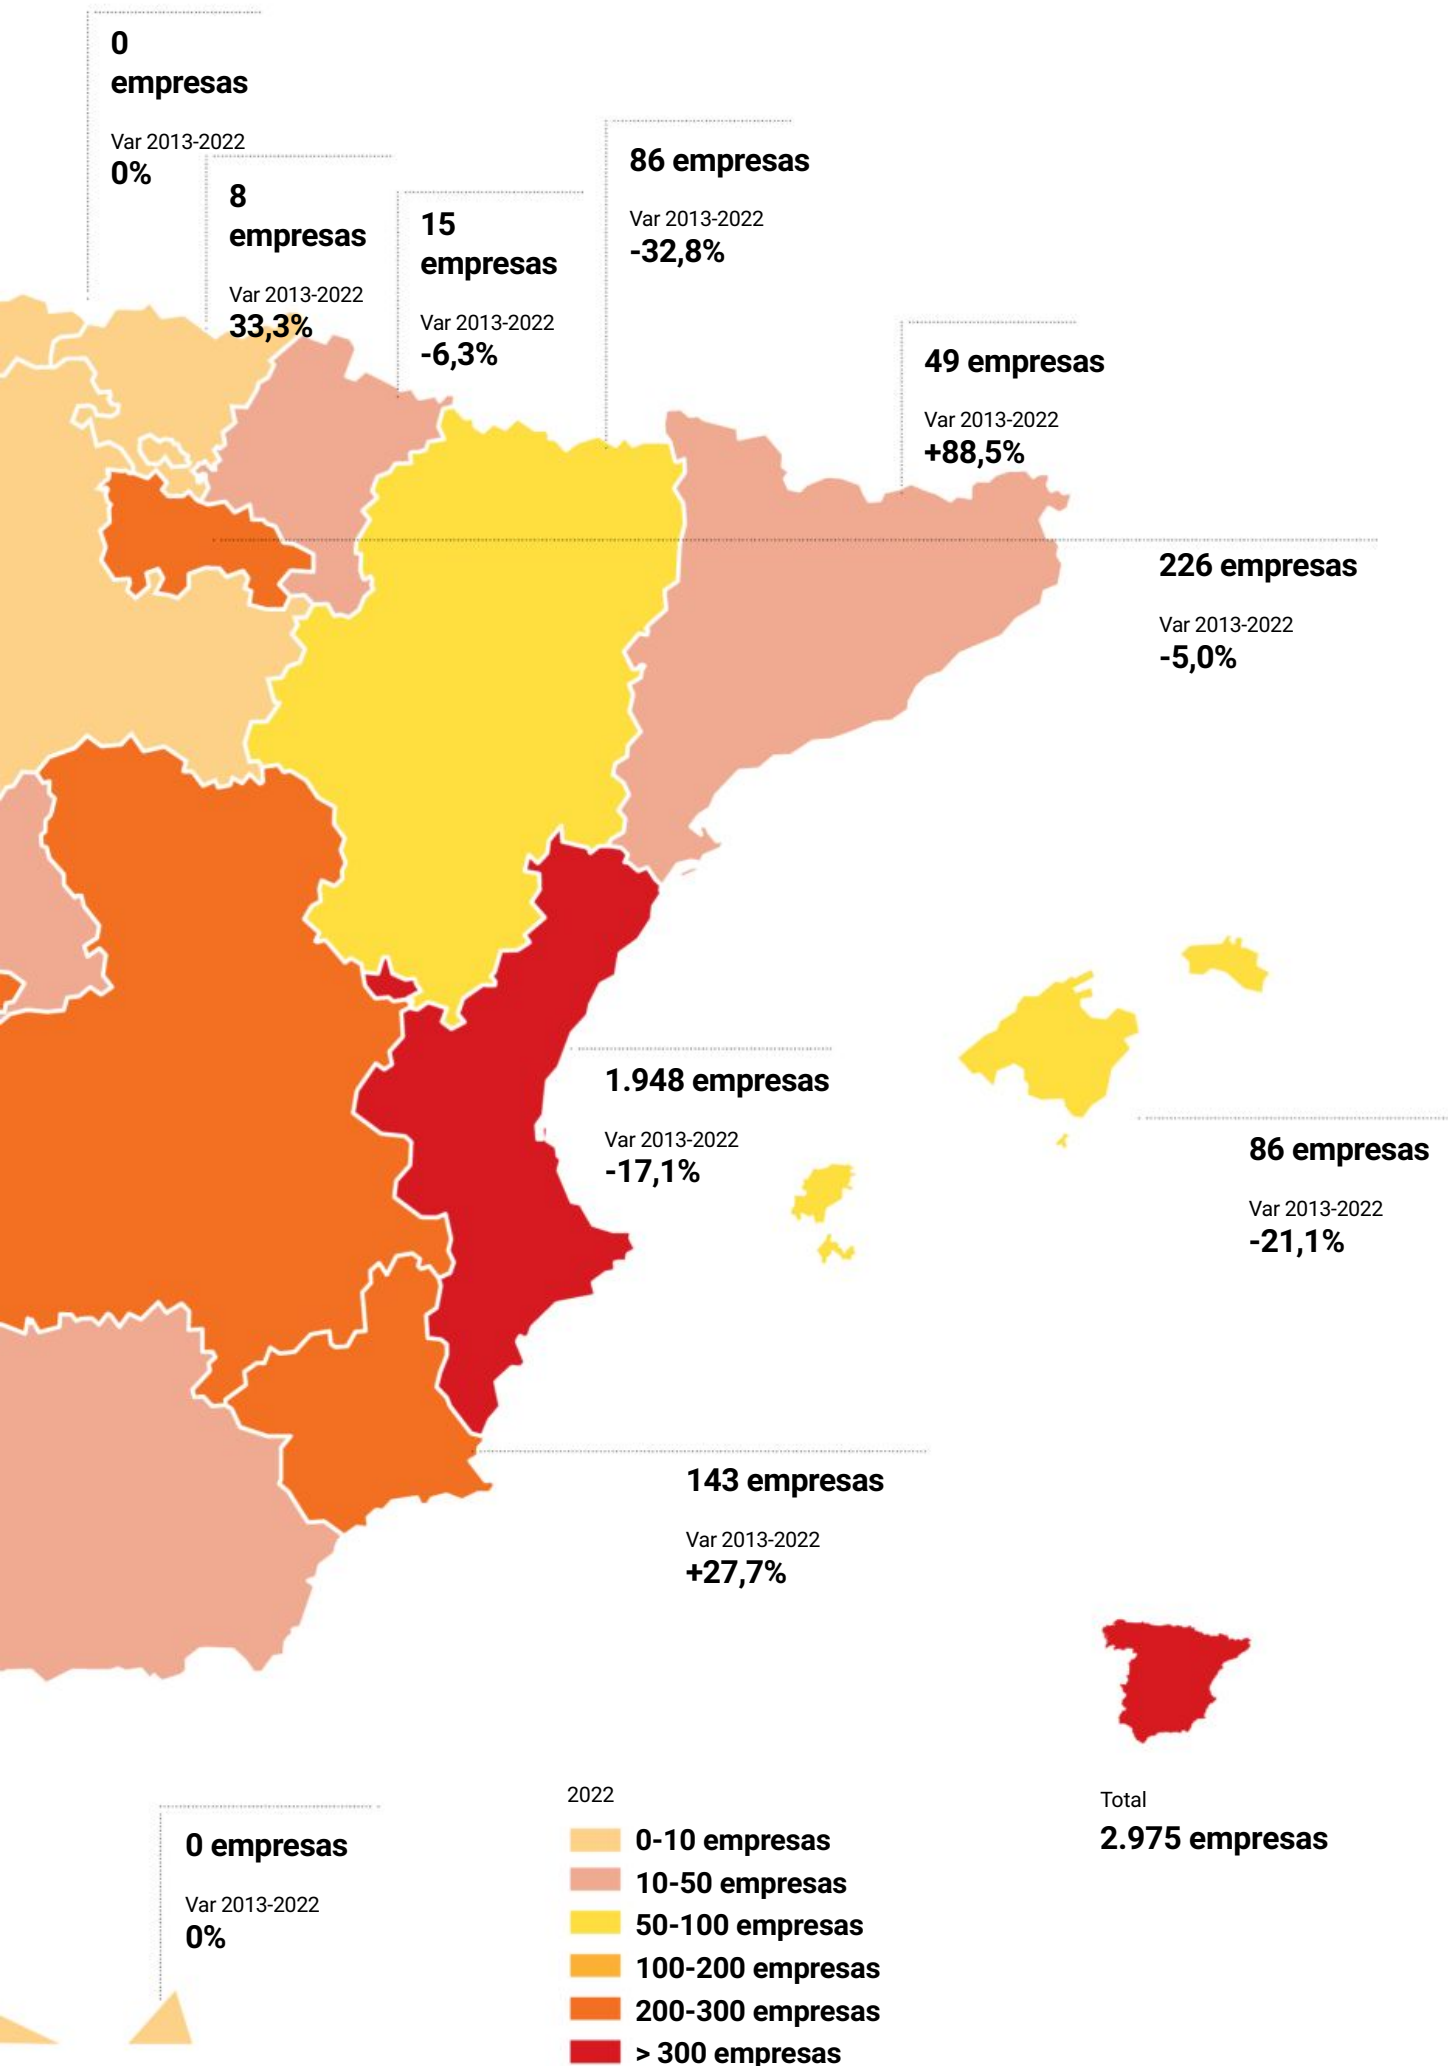 0
empresas
Var 2013-2022
0%
8
empresas
Var 2013-2022
33,3%
15
empresas
Var 2013-2022
-6,3%
86 empresas
Var 2013-2022
-32,8%
49 empresas
Var 2013-2022
+88,5%
226 empresas
Var 2013-2022
-5,0%
1.948 empresas
Var 2013-2022
-17,1%
86 empresas
Var 2013-2022
-21,1%
143 empresas
Var 2013-2022
+27,7%
0 empresas
Var 2013-2022
0%
2022
0-10 empresas
10-50 empresas
50-100 empresas
100-200 empresas
200-300 empresas
> 300 empresas
Total
2.975 empresas